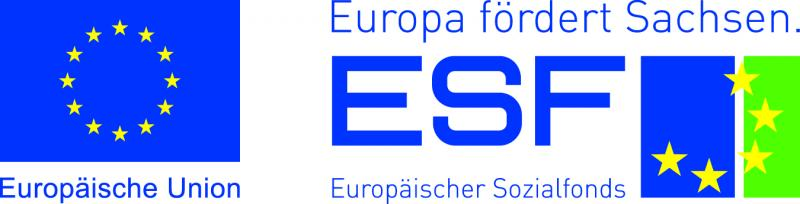 Europäische Union
Europa fördert Sachsen.
ESF
Europäischer Sozialfonds